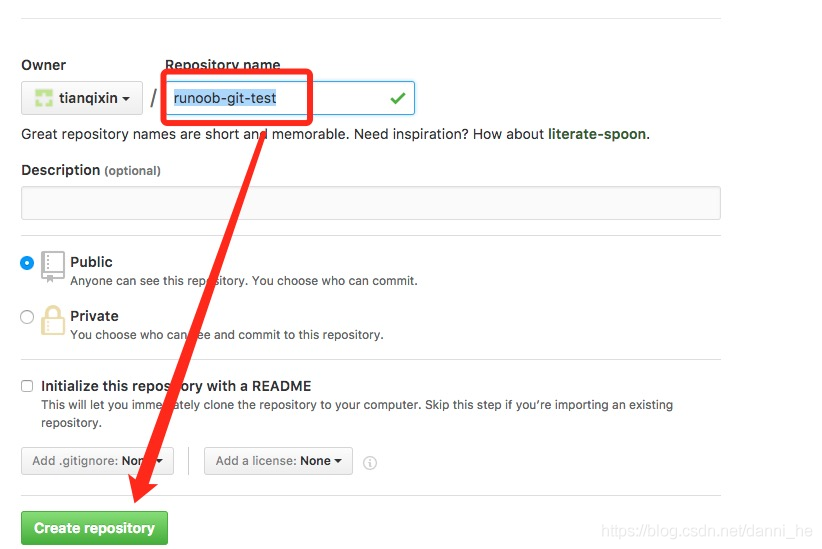 Owner
Repository name
tianqixin / runoob-git-test
Great repository names are short and memorable. Need inspiration? How about literate-spoon.
Description (optional)
Public
Anyone can see this repository. You choose who can commit.
Private
You choose who can see and commit to this repository.
Initialize this repository with a README
This will let you immediately clone the repository to your computer. Skip this step if you’re importing an existing
repository.
Add .gitignore: None
Add a license: None
Create repository
https://blog.csdn.net/danni_he